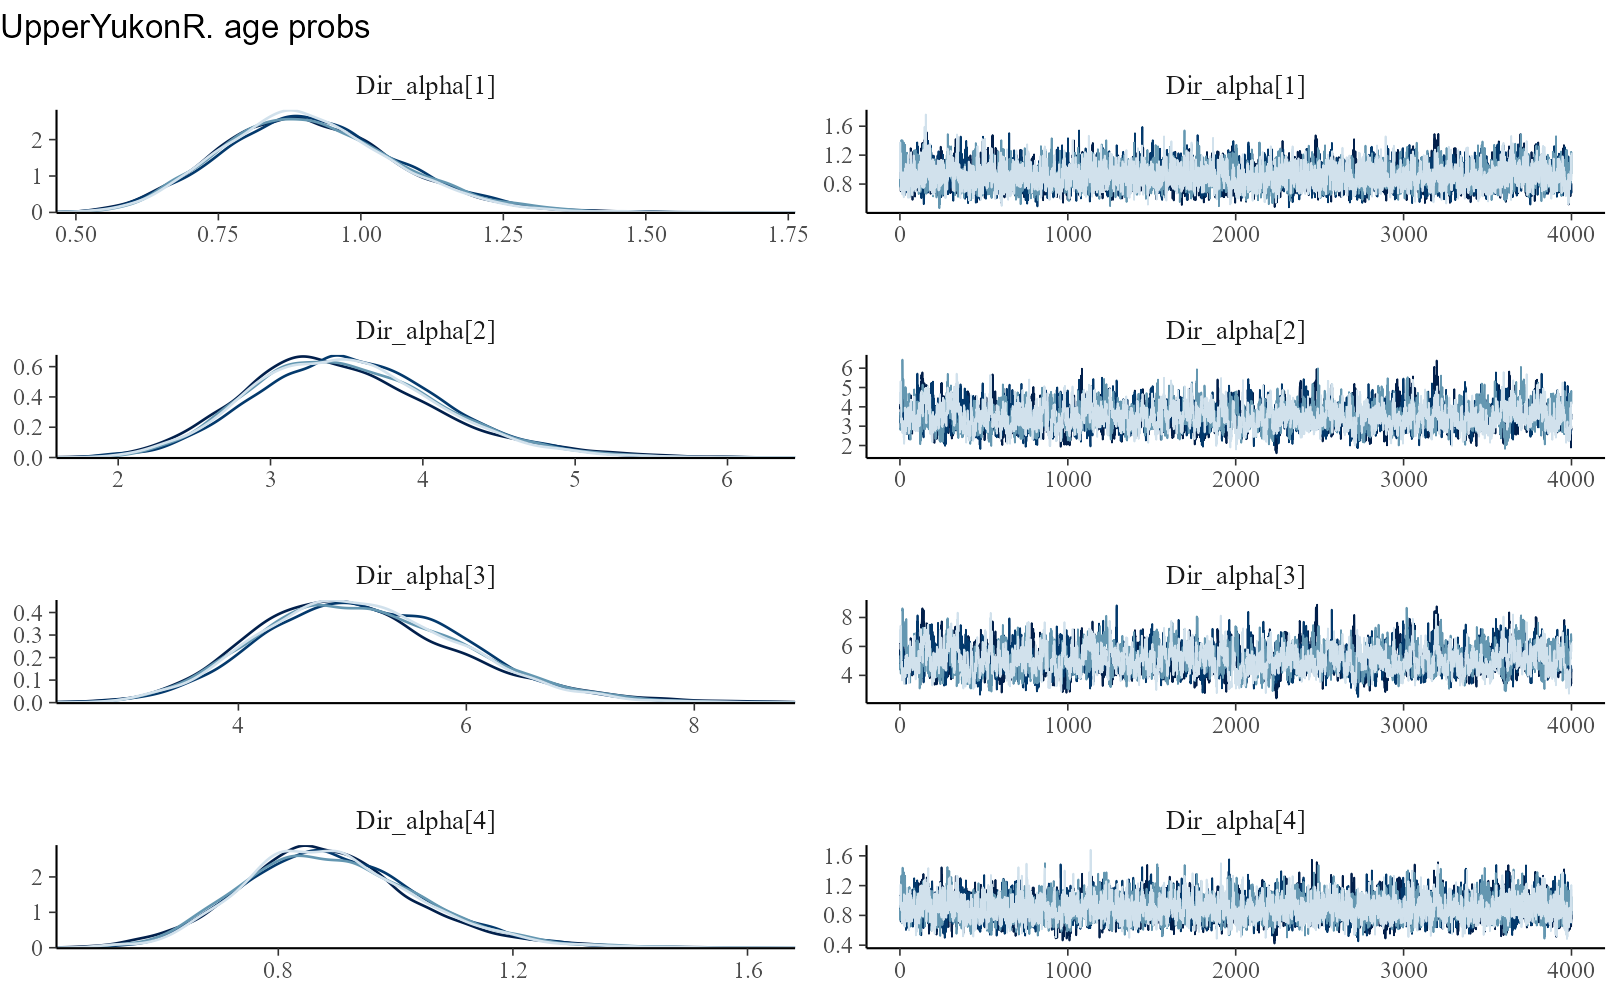 UpperYukonR. age probs
Dir_alpha[1]
2
1
0
0.50 0.75 1.00 1.25 1.50 1.75
Dir_alpha[1]
1.6
1.2
0.8
0 1000 2000 3000 4000
Dir_alpha[2]
0.6
0.4
0.2
0.0
2 3 4 5 6
Dir_alpha[2]
6
5
4
3
2
0 1000 2000 3000 4000
Dir_alpha[3]
0.4
0.3
0.2
0.1
0.0
4 6 8
Dir_alpha[3]
8
6
4
0 1000 2000 3000 4000
Dir_alpha[4]
2
1
0
0.8 1.2 1.6
Dir_alpha[4]
1.6
1.2
0.8
0.4
0 1000 2000 3000 4000